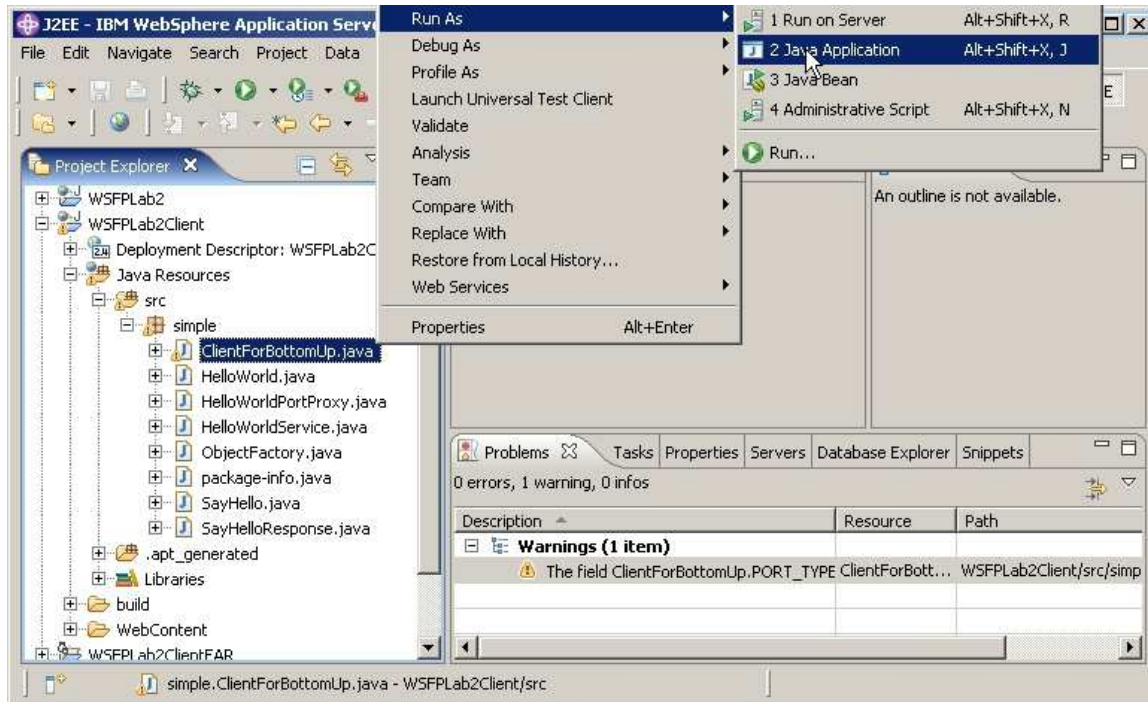 J2EE - IBM WebSphere Application Serv
File Edit Navigate Search Project Data
Run As
Debug As
Profile As
Launch Universal Test Client
Validate
Analysis
Team
Compare With
Replace With
Restore from Local History...
Web Services
Properties Alt+Enter
1 Run on Server Alt+Shift+X, R
2 Java Application Alt+Shift+X, J
3 Java Bean
4 Administrative Script Alt+Shift+X, N
Run...
E
Project Explorer
WSFPLab2
WSFPLab2Client
Deployment Descriptor: WSFPLab2C
Java Resources
src
simple
ClientForBottomUp.java
HelloWorld.java
HelloWorldPortProxy.java
HelloWorldService.java
ObjectFactory.java
package-info.java
SayHello.java
SayHelloResponse.java
.apt_generated
Libraries
build
WebContent
WSFPLab2ClientEAR
An outline is not available.
Problems Tasks Properties Servers Database Explorer Snippets
0 errors, 1 warning, 0 infos
Description Resource Path
Warnings (1 item)
The field ClientForBottomUp.PORT_TYPE ClientForBott... WSFPLab2Client/src/simp
simple.ClientForBottomUp.java - WSFPLab2Client/src